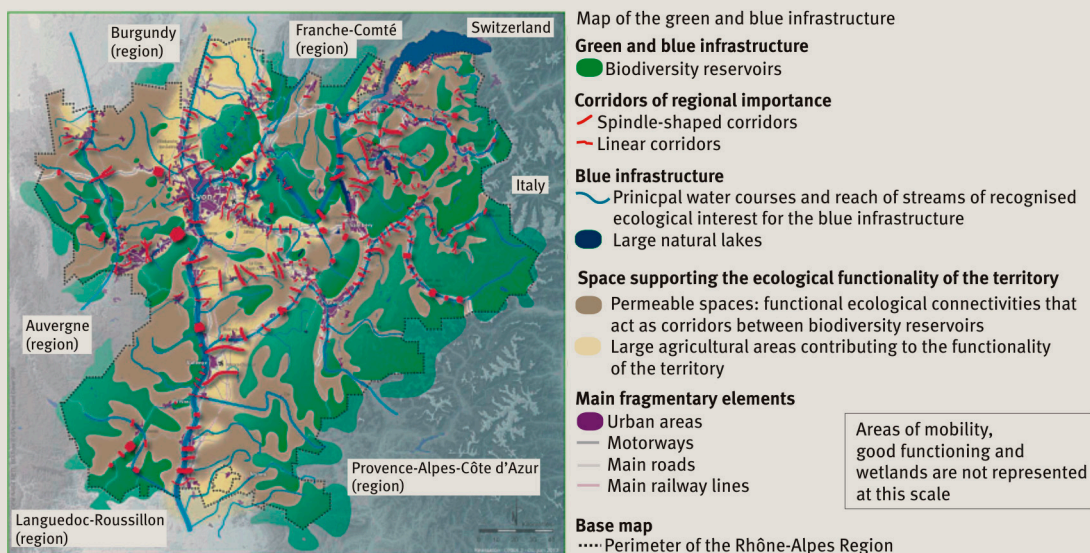 Burgundy
(region)
Franche-Comté
(region)
Switzerland
Italy
Lyon
Auvergne
(region)
Provence-Alpes-Côte d’Azur
(region)
Languedoc-Roussillon
(region)
Map of the green and blue infrastructure
Green and blue infrastructure
Biodiversity reservoirs
Corridors of regional importance
Spindle-shaped corridors
Linear corridors
Blue infrastructure
Prinicpal water courses and reach of streams of recognised
ecological interest for the blue infrastructure
Large natural lakes
Space supporting the ecological functionality of the territory
Permeable spaces: functional ecological connectivities that
act as corridors between biodiversity reservoirs
Large agricultural areas contributing to the functionality
of the territory
Main fragmentary elements
Urban areas
Motorways
Main roads
Main railway lines
Areas of mobility,
good functioning and
wetlands are not represented
at this scale
Base map
Perimeter of the Rhône-Alpes Region